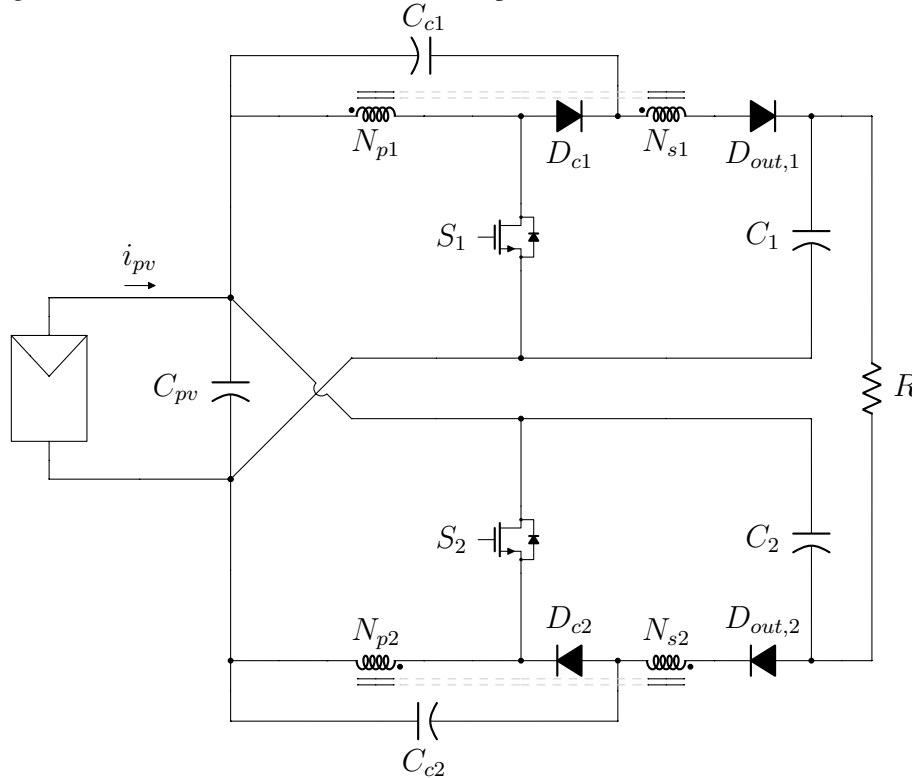 C_{c1}
N_{p1}
D_{c1}
N_{s1}
D_{out,1}
S_1
C_1
i_{pv}
C_{pv}
R
S_2
C_2
N_{p2}
D_{c2}
N_{s2}
D_{out,2}
C_{c2}